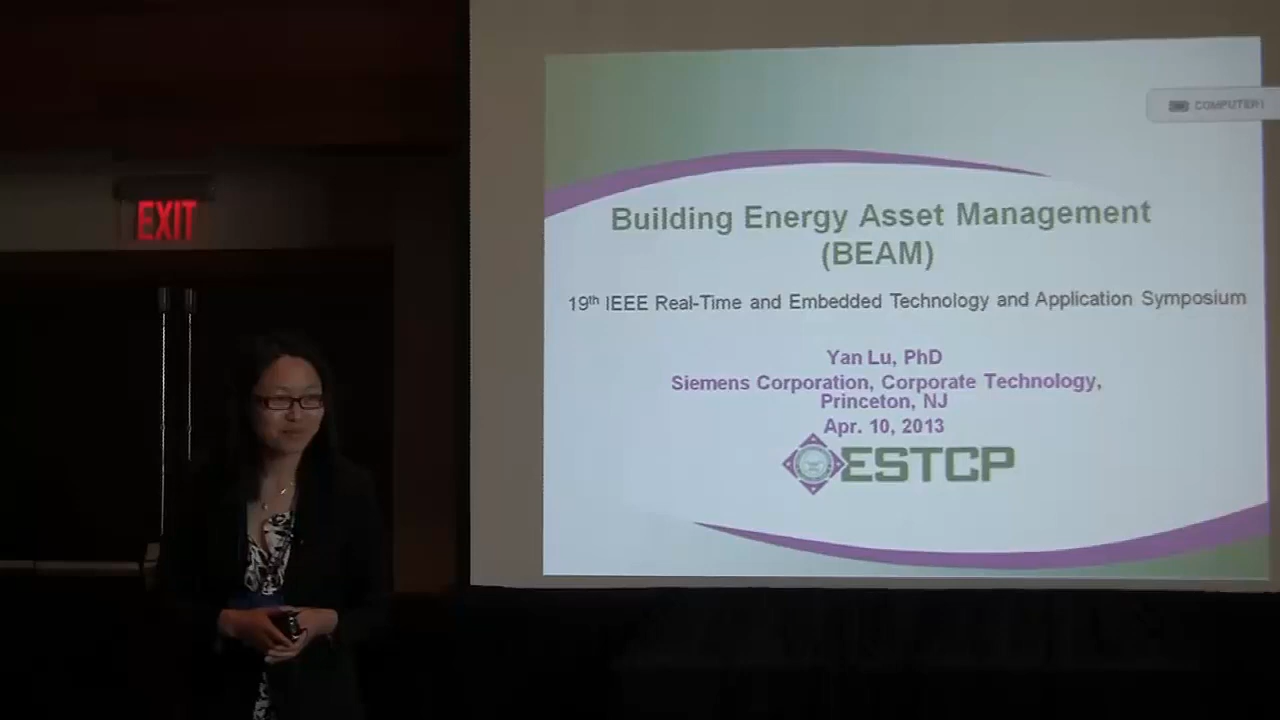 COMPUTER1
EXIT
Building Energy Asset Management
(BEAM)
19th IEEE Real-Time and Embedded Technology and Application Symposium
Yan Lu, PhD
Siemens Corporation, Corporate Technology,
Princeton, NJ
Apr. 10, 2013
ESTCP